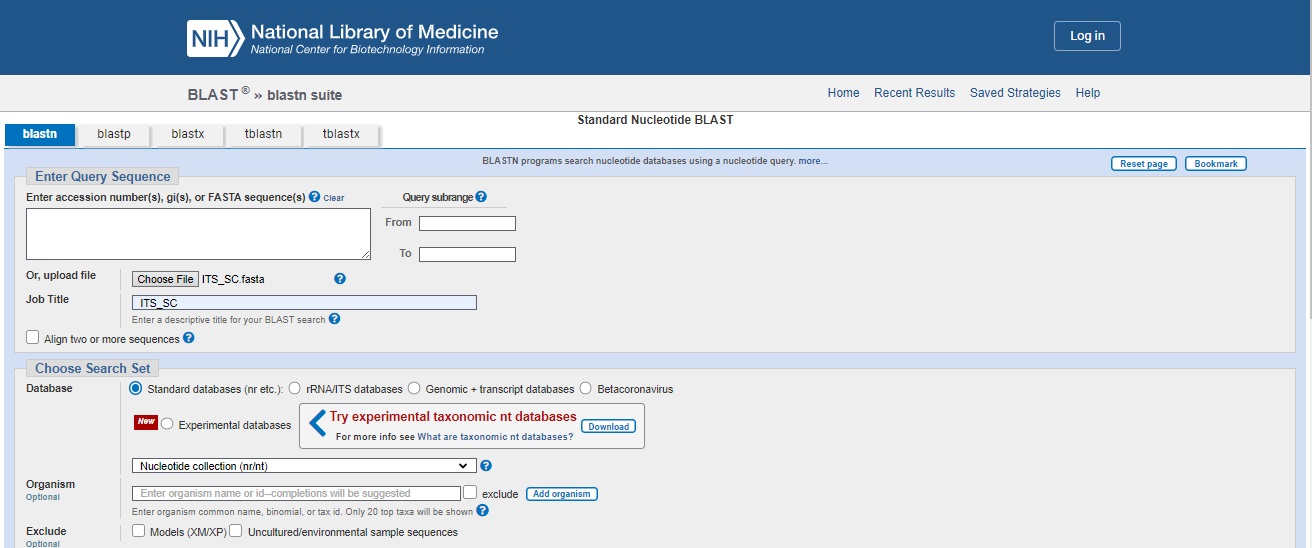 NIH National Library of Medicine
National Center for Biotechnology Information
Log in
BLAST ® » blastn suite
Home Recent Results Saved Strategies Help
Standard Nucleotide BLAST
blastn blastp blastx tblastn tblastx
BLASTN programs search nucleotide databases using a nucleotide query. more...
Reset page Bookmark
Enter Query Sequence
Enter accession number(s), gi(s), or FASTA sequence(s) ? Clear Query subrange ?
From
To
Or, upload file Choose File ITS_SC.fasta ?
Job Title ITS_SC
Enter a descriptive title for your BLAST search ?
Align two or more sequences ?
Choose Search Set
Database Standard databases (nr etc.): rRNA/ITS databases Genomic + transcript databases Betacoronavirus
New Experimental databases Try experimental taxonomic nt databases Download
For more info see What are taxonomic nt databases?
Nucleotide collection (nr/nt) ?
Organism
Optional
Enter organism name or id--completions will be suggested exclude Add organism
Enter organism common name, binomial, or tax id. Only 20 top taxa will be shown ?
Exclude Models (XM/XP) Uncultured/environmental sample sequences
Optional